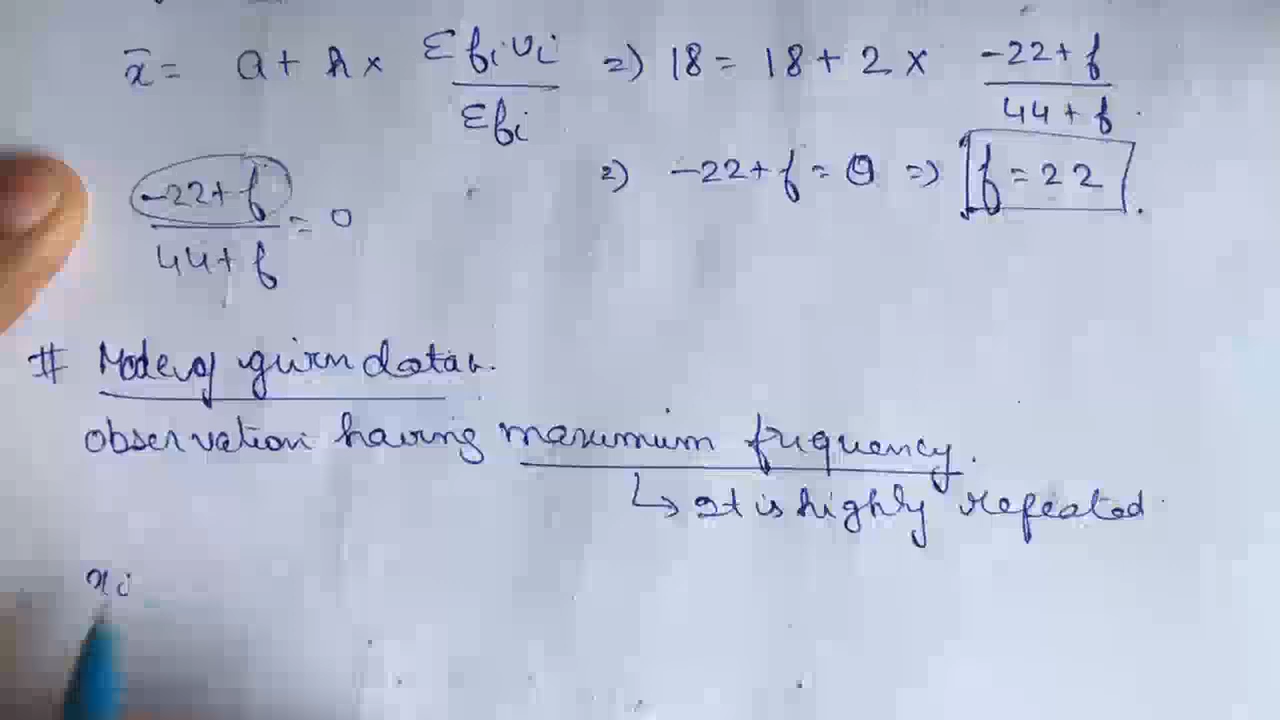 x̄ = a + h × Σfiui / Σfi => 18 = 18 + 2 × -22+f / 44+f .
=> -22+f = 0 => f = 22 .
-22+f / 44+f = 0
# Mode of given data.
observation having maximum frequency.
↳ It is highly repeated.
xi